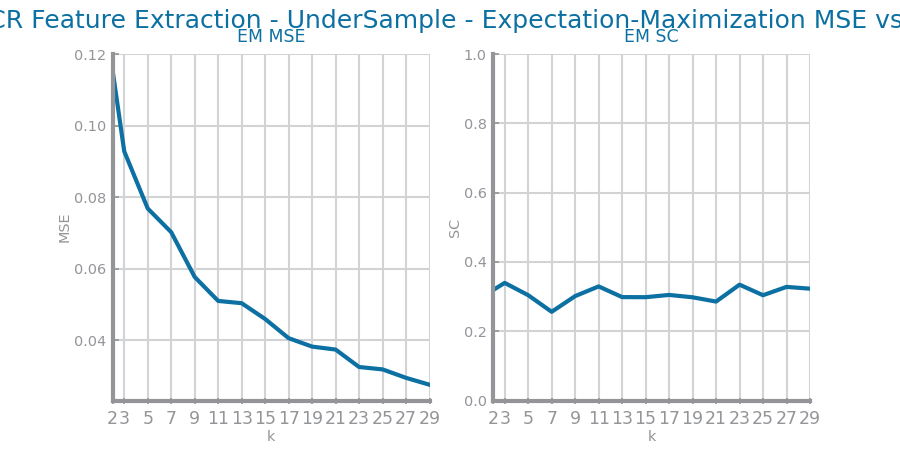 CR Feature Extraction - UnderSample - Expectation-Maximization MSE vs
EM MSE
EM SC
0.12
0.10
0.08
0.06
0.04
MSE
2 3 5 7 9 11 13 15 17 19 21 23 25 27 29
k
1.0
0.8
0.6
0.4
0.2
0.0
SC
2 3 5 7 9 11 13 15 17 19 21 23 25 27 29
k